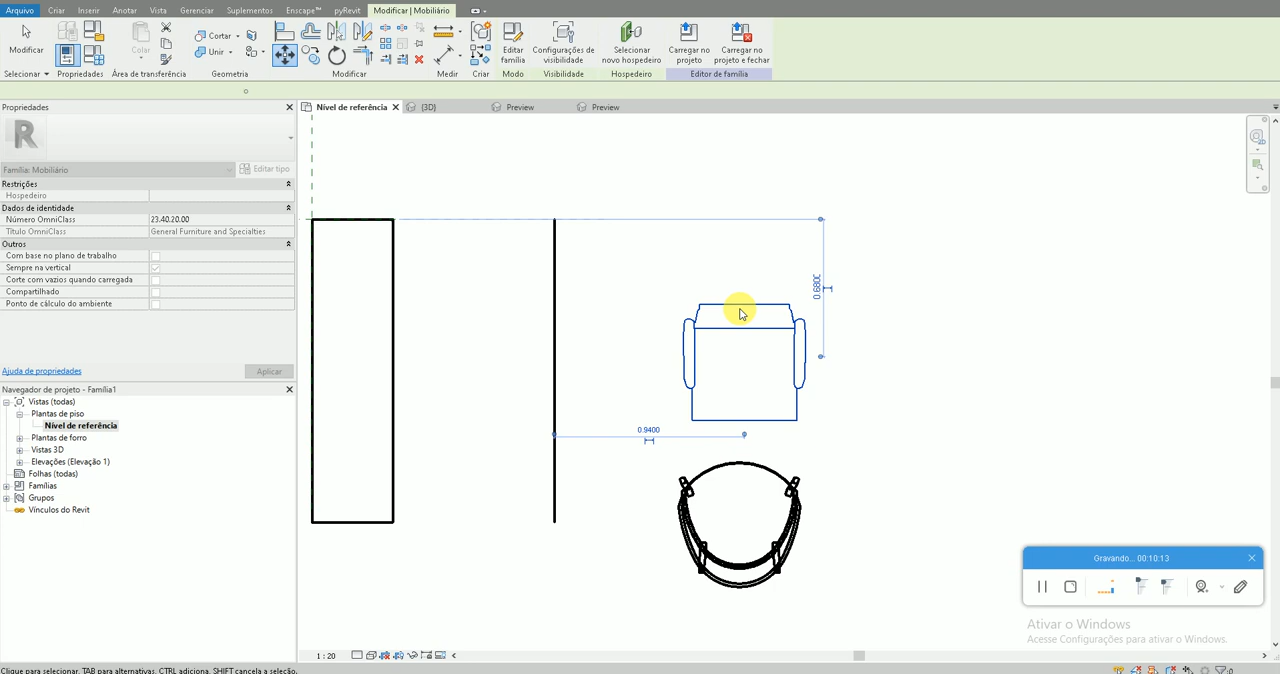 Arquivo Criar Inserir Anotar Vista Gerenciar Suplementos Enscape™ pyRevit Modificar | Mobiliário
Modificar
Colar
Cortar
Unir
Editar família
Configurações de visibilidade
Selecionar novo hospedeiro
Carregar no projeto
Carregar no projeto e fechar
Selecionar Propriedades Área de transferência Geometria Modificar Medir Criar Modo Visibilidade Hospedeiro Editor de família
Propriedades
Nível de referência {3D} Preview Preview
R
Família: Mobiliário Editar tipo
Restrições
Hospedeiro
Dados de identidade
Número OmniClass 23.40.20.00
Título OmniClass General Furniture and Specialties
Outros
Com base no plano de trabalho
Sempre na vertical
Corte com vazios quando carregada
Compartilhado
Ponto de cálculo do ambiente
Ajuda de propriedades Aplicar
Navegador de projeto - Família1
Vistas (todas)
Plantas de piso
Nível de referência
Plantas de forro
Vistas 3D
Elevações (Elevação 1)
Folhas (todas)
Famílias
Grupos
Vínculos do Revit
0.6800
0.9400
2D
Gravando... 00:10:13
Ativar o Windows
Acesse Configurações para ativar o Windows.
1 : 20
Clique para selecionar, TAB para alternativas, CTRL adiciona, SHIFT cancela a seleção.
:0